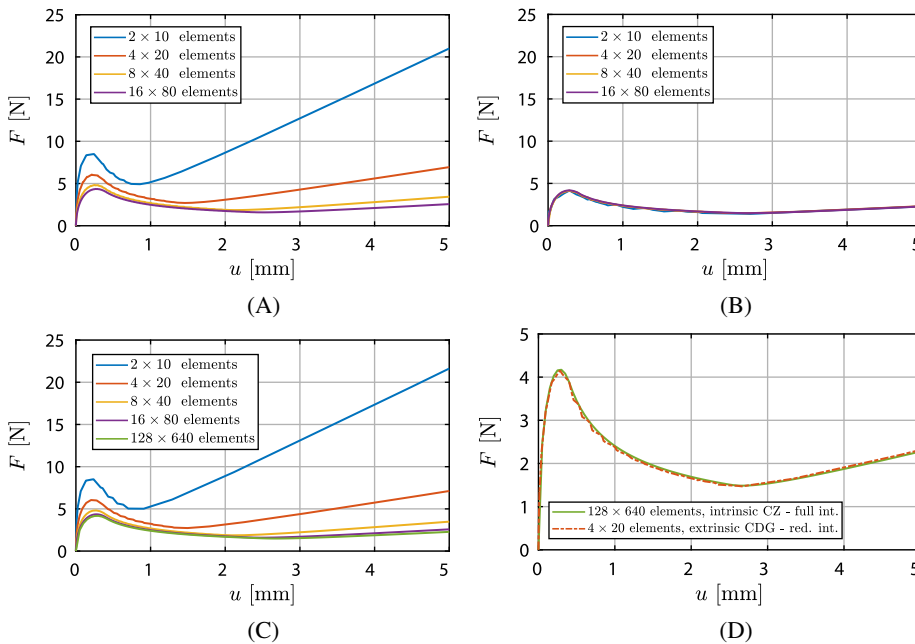 25
20
15
10
5
0
F [N]
2 × 10 elements
4 × 20 elements
8 × 40 elements
16 × 80 elements
0 1 2 3 4 5
u [mm]
(A)
25
20
15
10
5
0
F [N]
2 × 10 elements
4 × 20 elements
8 × 40 elements
16 × 80 elements
0 1 2 3 4 5
u [mm]
(B)
25
20
15
10
5
0
F [N]
2 × 10 elements
4 × 20 elements
8 × 40 elements
16 × 80 elements
128 × 640 elements
0 1 2 3 4 5
u [mm]
(C)
5
4
3
2
1
0
F [N]
128 × 640 elements, intrinsic CZ - full int.
4 × 20 elements, extrinsic CDG - red. int.
0 1 2 3 4 5
u [mm]
(D)